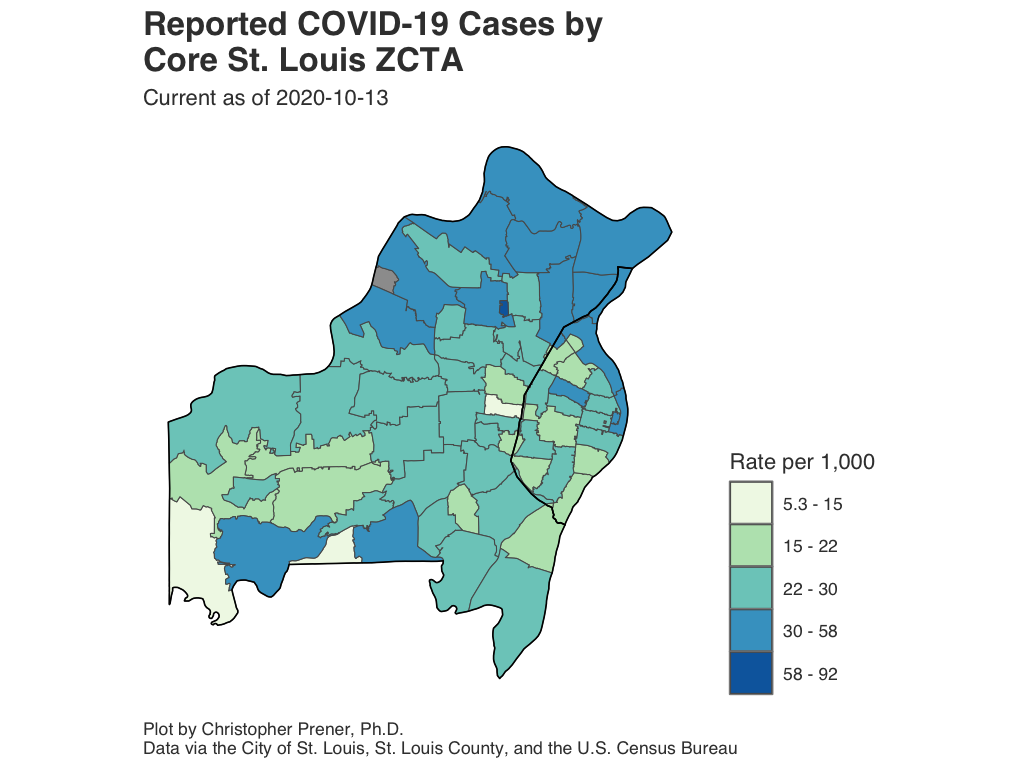 Reported COVID-19 Cases by
Core St. Louis ZCTA
Current as of 2020-10-13
Rate per 1,000
5.3 - 15
15 - 22
22 - 30
30 - 58
58 - 92
Plot by Christopher Prener, Ph.D.
Data via the City of St. Louis, St. Louis County, and the U.S. Census Bureau